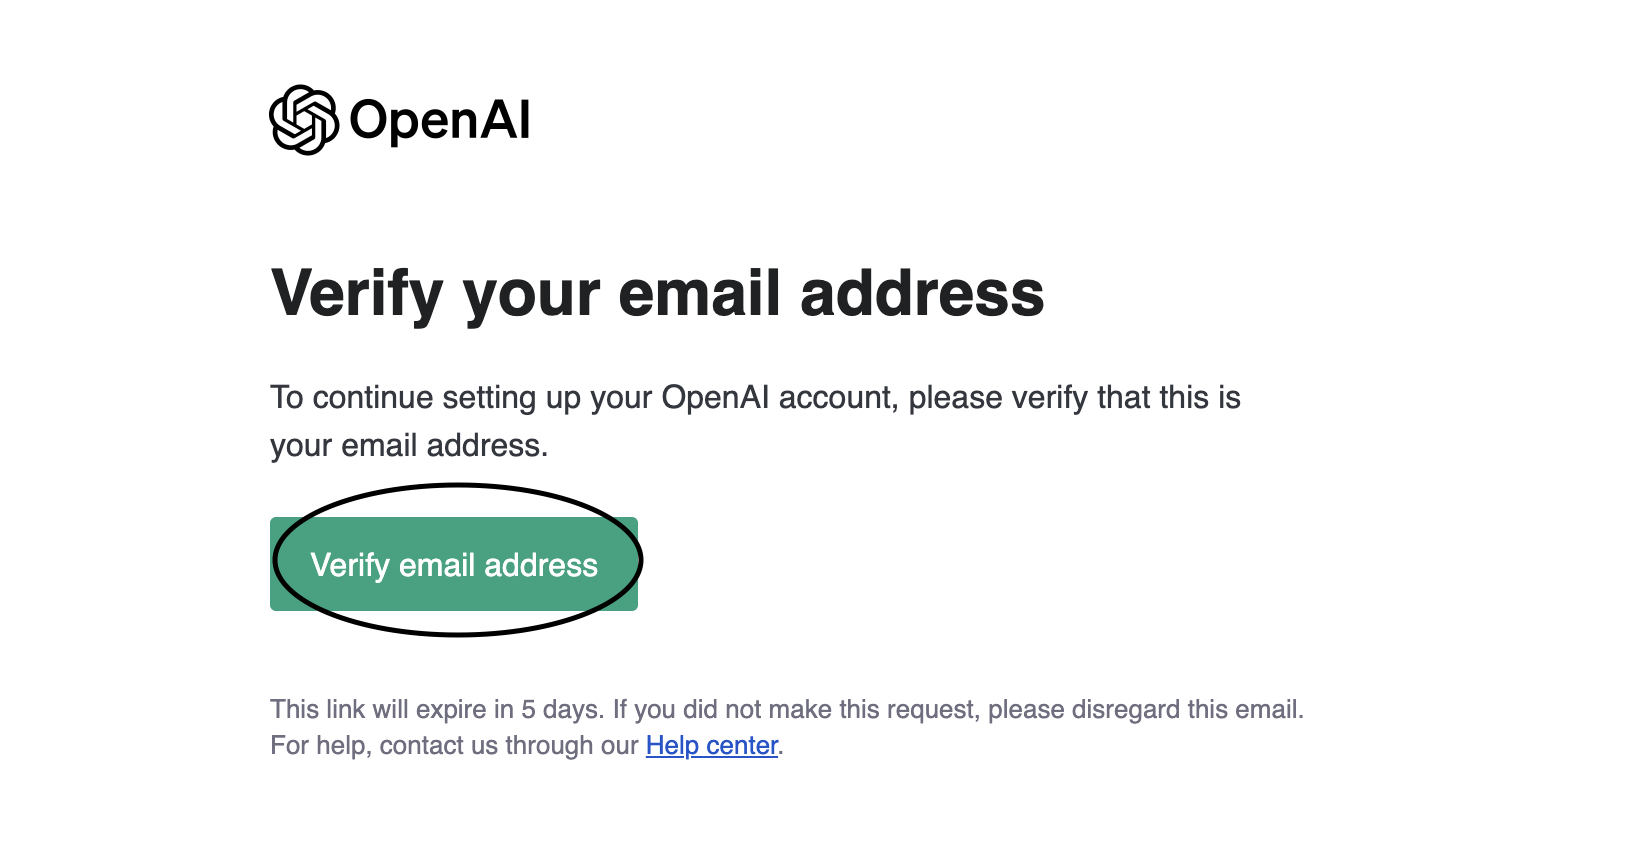 OpenAI
Verify your email address
To continue setting up your OpenAI account, please verify that this is
your email address.
Verify email address
This link will expire in 5 days. If you did not make this request, please disregard this email.
For help, contact us through our Help center.